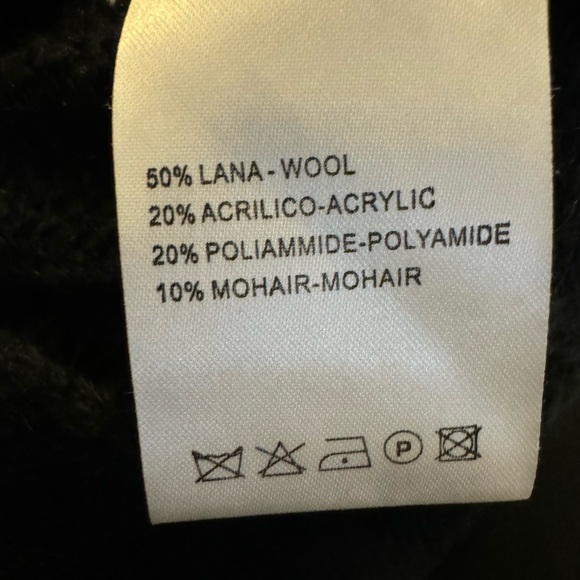 50% LANA-WOOL
20% ACRILICO-ACRYLIC
20% POLIAMMIDE-POLYAMIDE
10% MOHAIR-MOHAIR
P